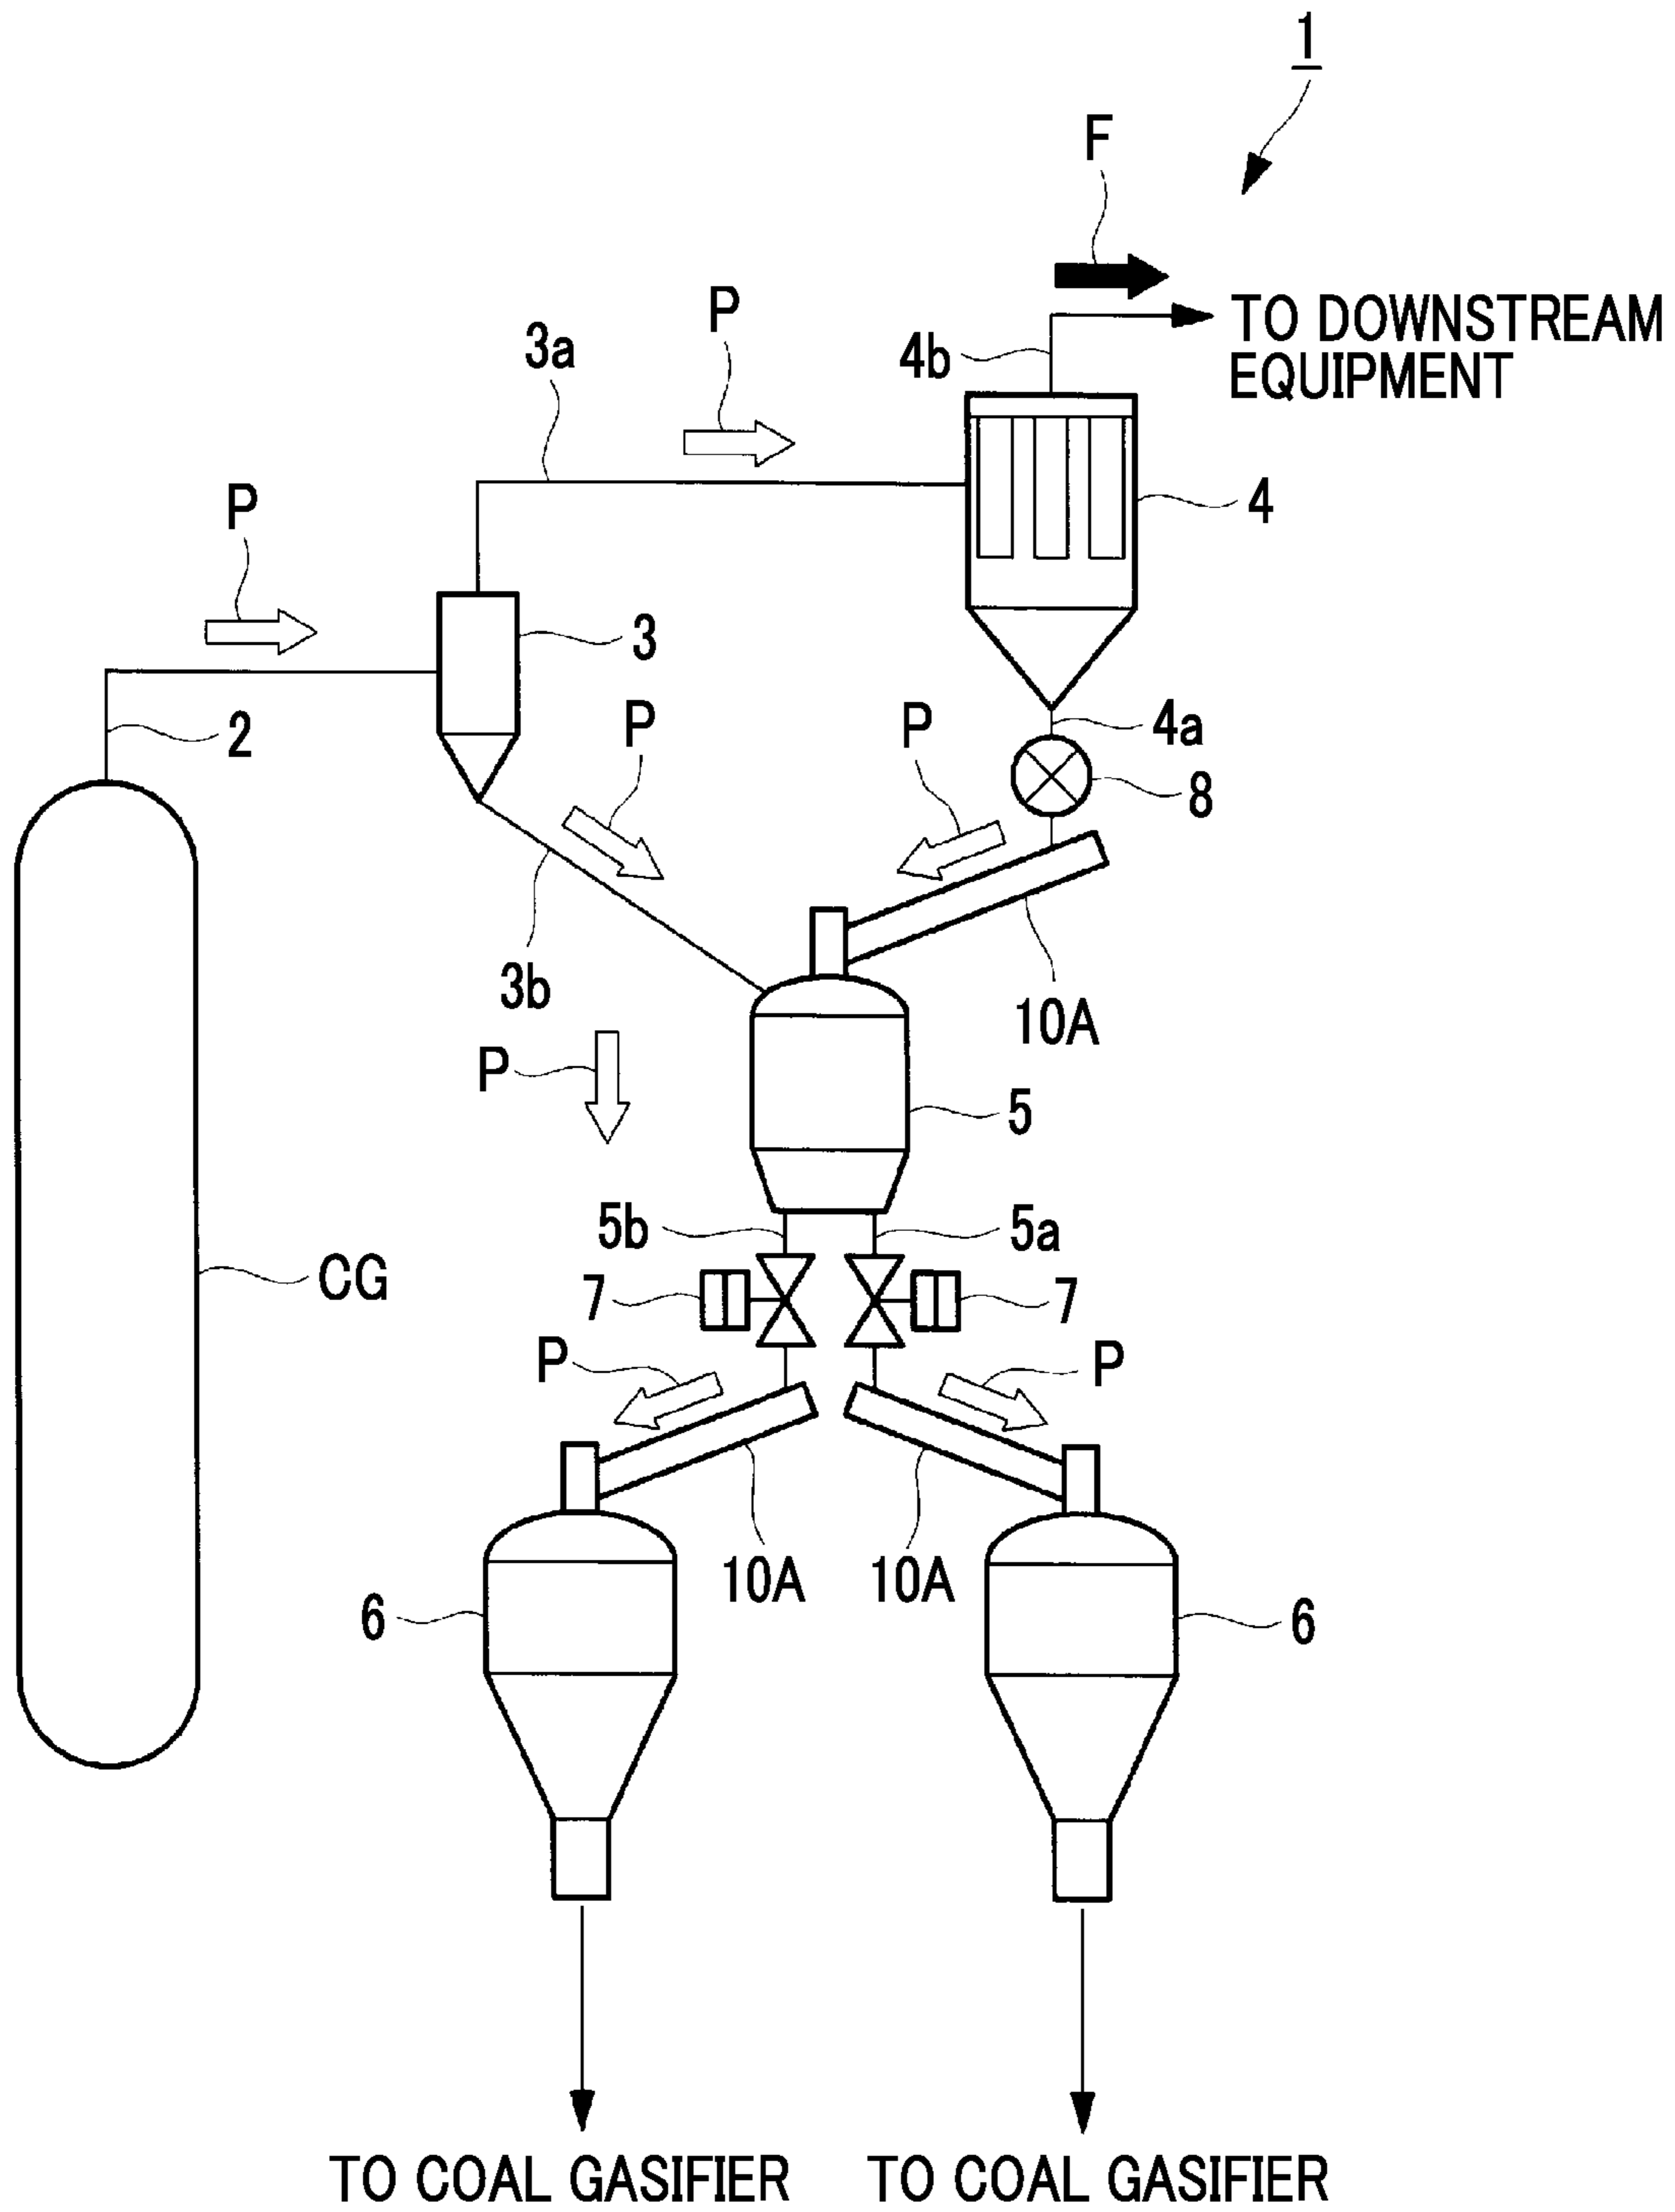 1
F
P
3a
4b
TO DOWNSTREAM
EQUIPMENT
P
4
3
2
P
P
4a
8
3b
10A
P
5
5b
5a
CG
7
7
P
P
10A
10A
6
6
TO COAL GASIFIER
TO COAL GASIFIER